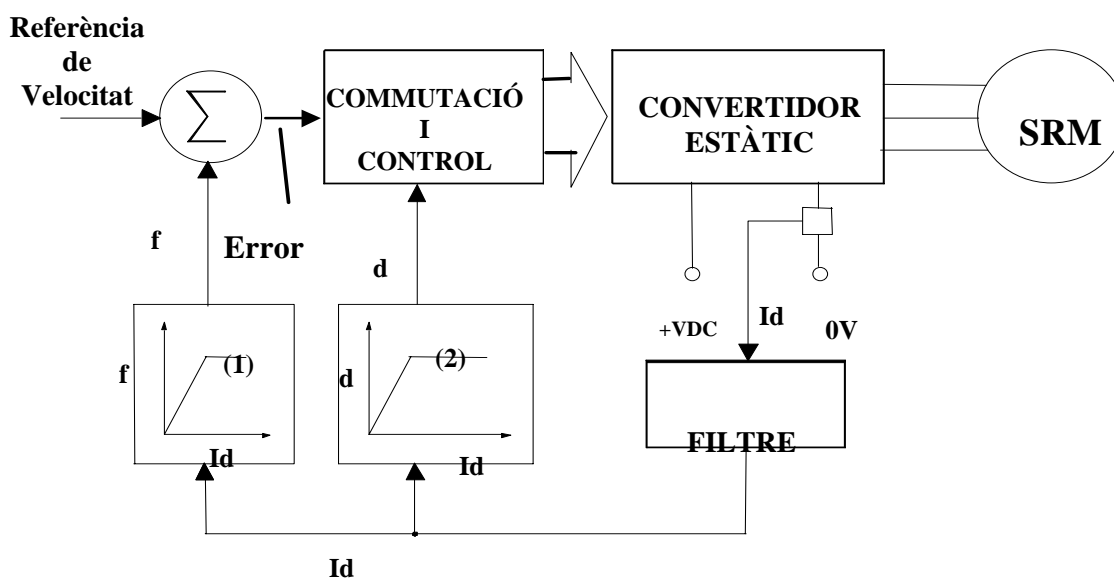 Referència
de
Velocitat
Σ
COMMUTACIÓ
I
CONTROL
CONVERTIDOR
ESTÀTIC
SRM
f
Error
d
+VDC
Id
0V
f
(1)
Id
d
(2)
Id
FILTRE
Id